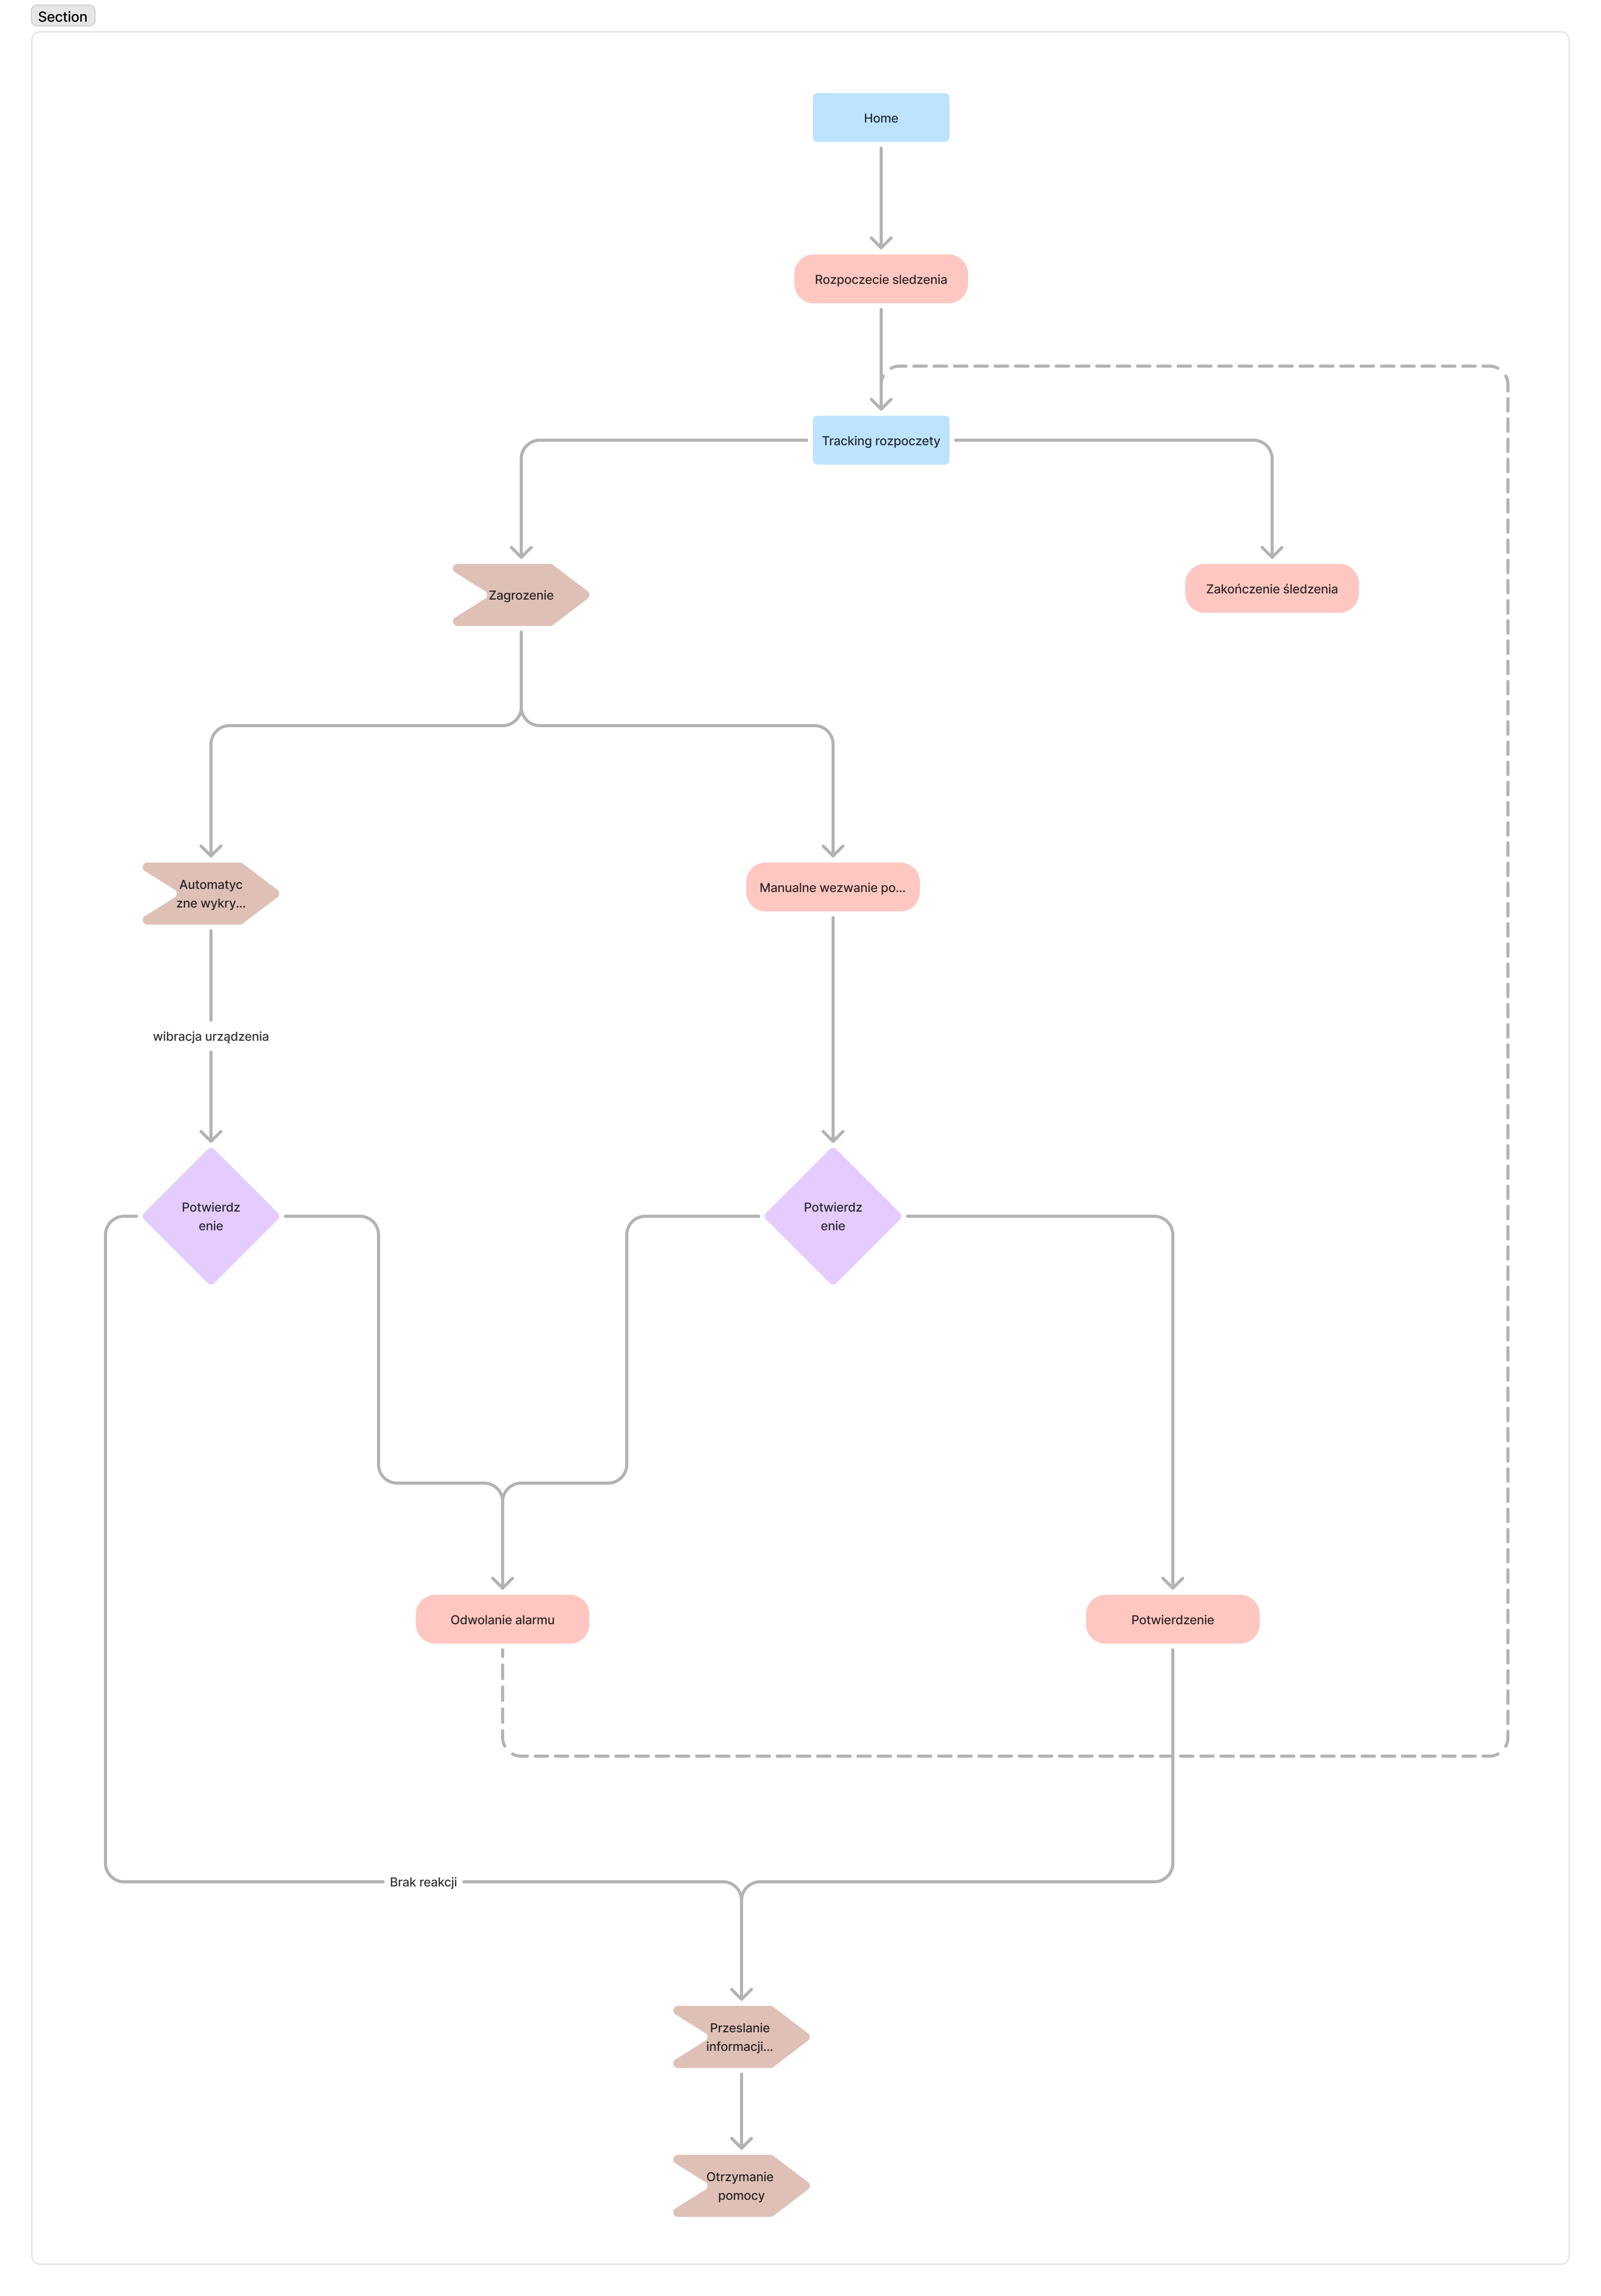 Section
Home
Rozpoczecie sledzenia
Tracking rozpoczety
Zagrozenie
Zakończenie śledzenia
Automatyc
zne wykry...
Manualne wezwanie po...
wibracja urządzenia
Potwierdz
enie
Potwierdz
enie
Odwolanie alarmu
Potwierdzenie
Brak reakcji
Przeslanie
informacji...
Otrzymanie
pomocy